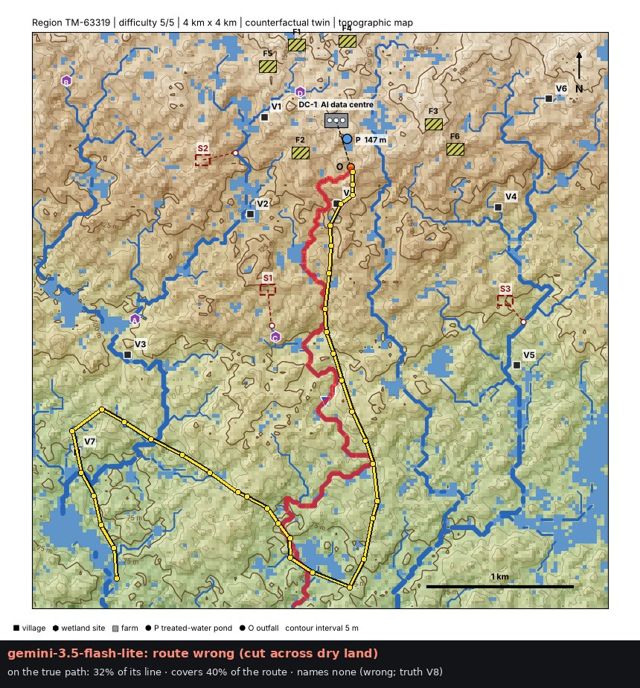 Region TM-63319 | difficulty 5/5 | 4 km x 4 km | counterfactual twin | topographic map
F1
F5
D
B
N
V6
V1
DC-1 AI data centre
F3
P 147 m
F2
F6
S2
O
V
V2
V4
S1
S3
A
C
V3
V5
V7
1 km
village
wetland site
farm
P treated-water pond
O outfall
contour interval 5 m
gemini-3.5-flash-lite: route wrong (cut across dry land)
on the true path: 32% of its line · covers 40% of the route · names none (wrong; truth V8)